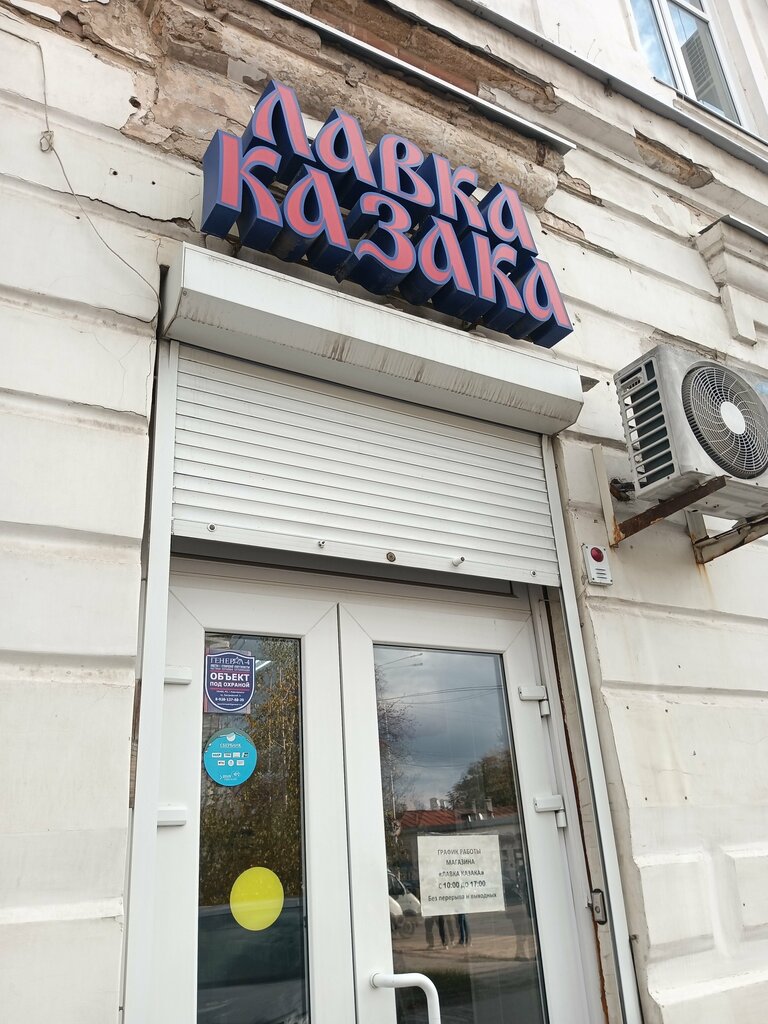 ЛАВКА
КАЗАКА
ГЕНЕРАЛ-4
ОБЪЕКТ
ПОД ОХРАНОЙ
СБЕРБАНК
ГРАФИК РАБОТЫ
МАГАЗИНА
«ЛАВКА КАЗАКА»
с 10:00 до 17:00
Без перерыва и выходных